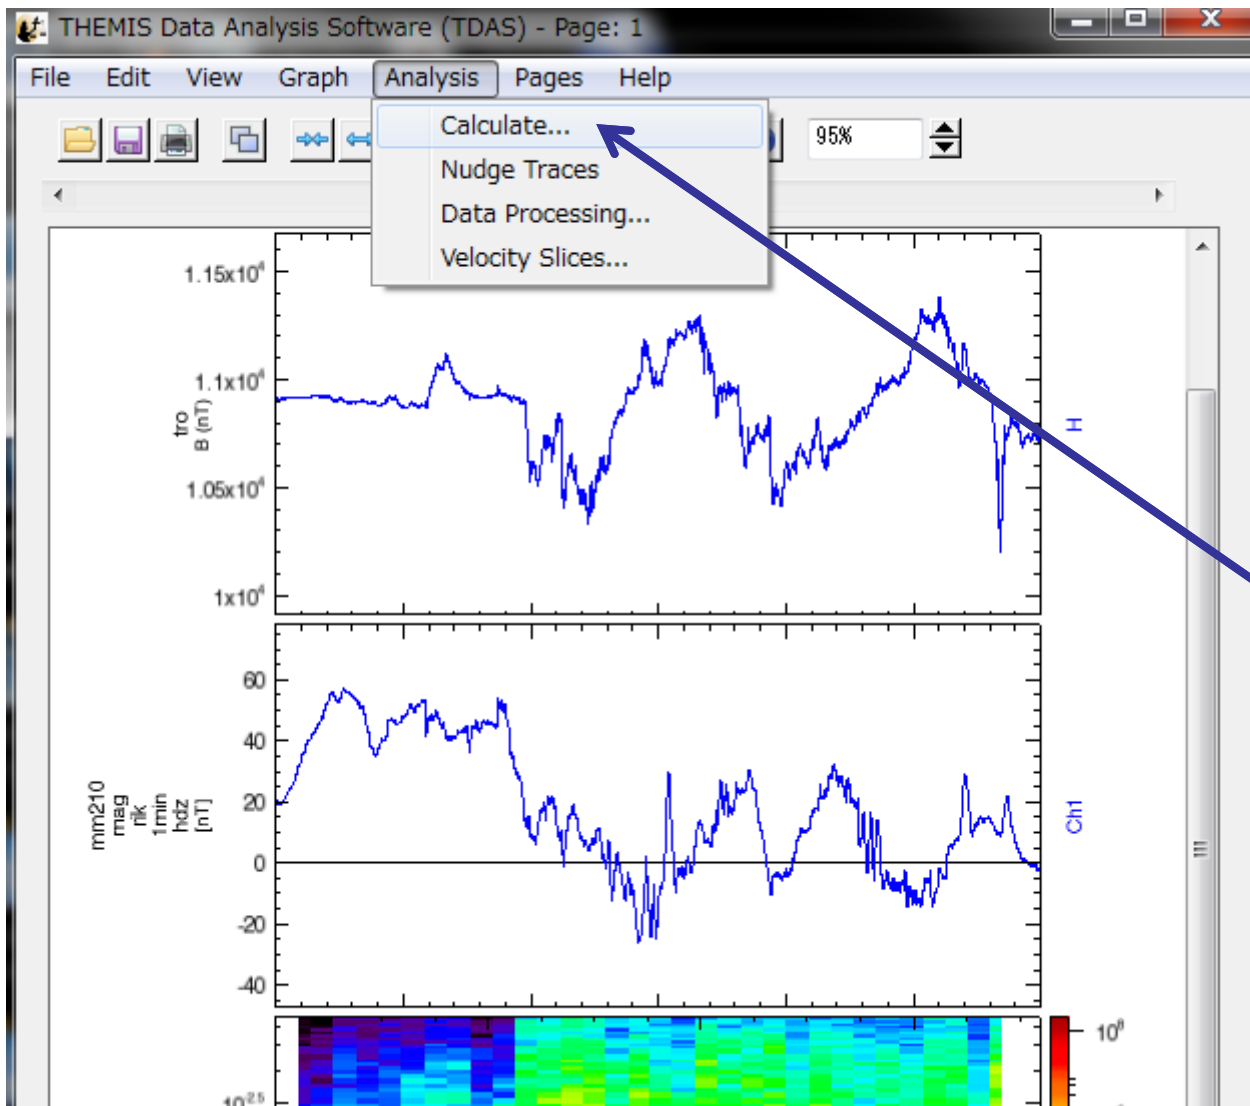 THEMIS Data Analysis Software (TDAS) - Page: 1
File Edit View Graph Analysis Pages Help
Calculate...
Nudge Traces
Data Processing...
Velocity Slices...
95%
1.15x10⁴
1.1x10⁴
1.05x10⁴
1x10⁴
tro
B (nT)
H
60
40
20
0
-20
-40
mm210
mag
rik
1min
hdz
[nT]
Ch1
10²·⁵